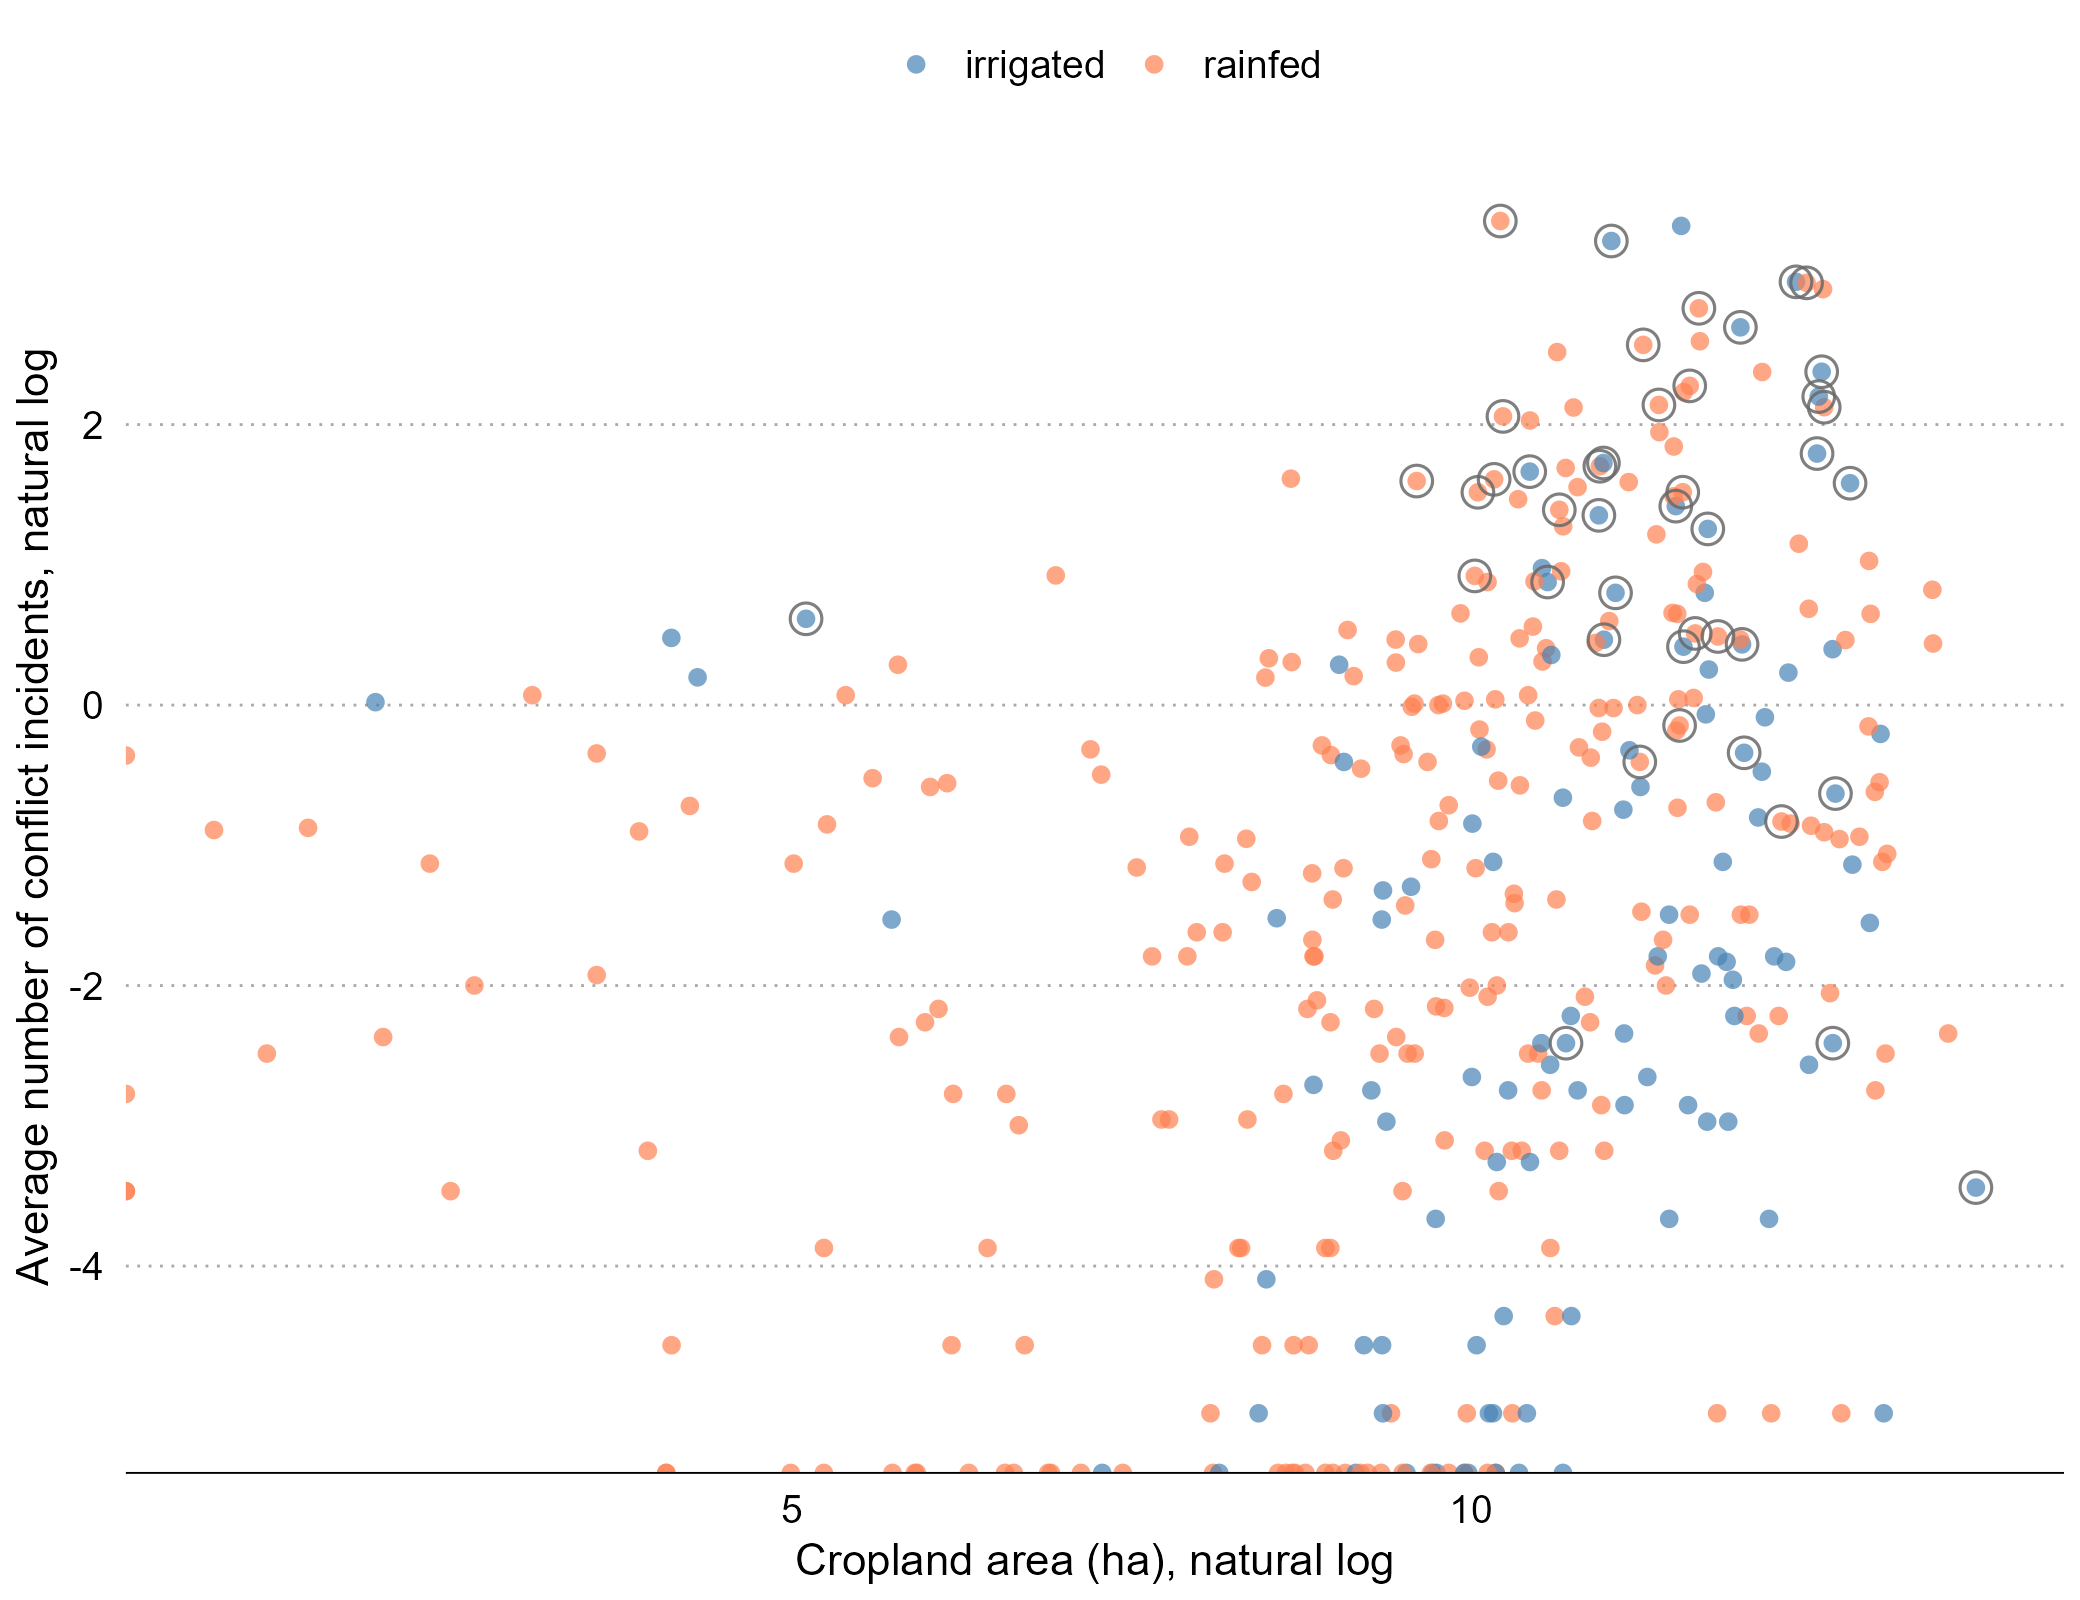 irrigated rainfed
Average number of conflict incidents, natural log
2
0
-2
-4
5 10
Cropland area (ha), natural log